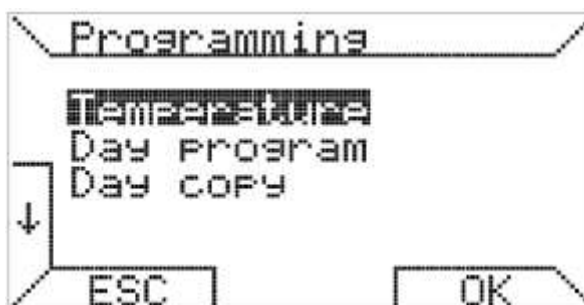 Programming
Temperature
Day program
Day copy
↓
ESC OK